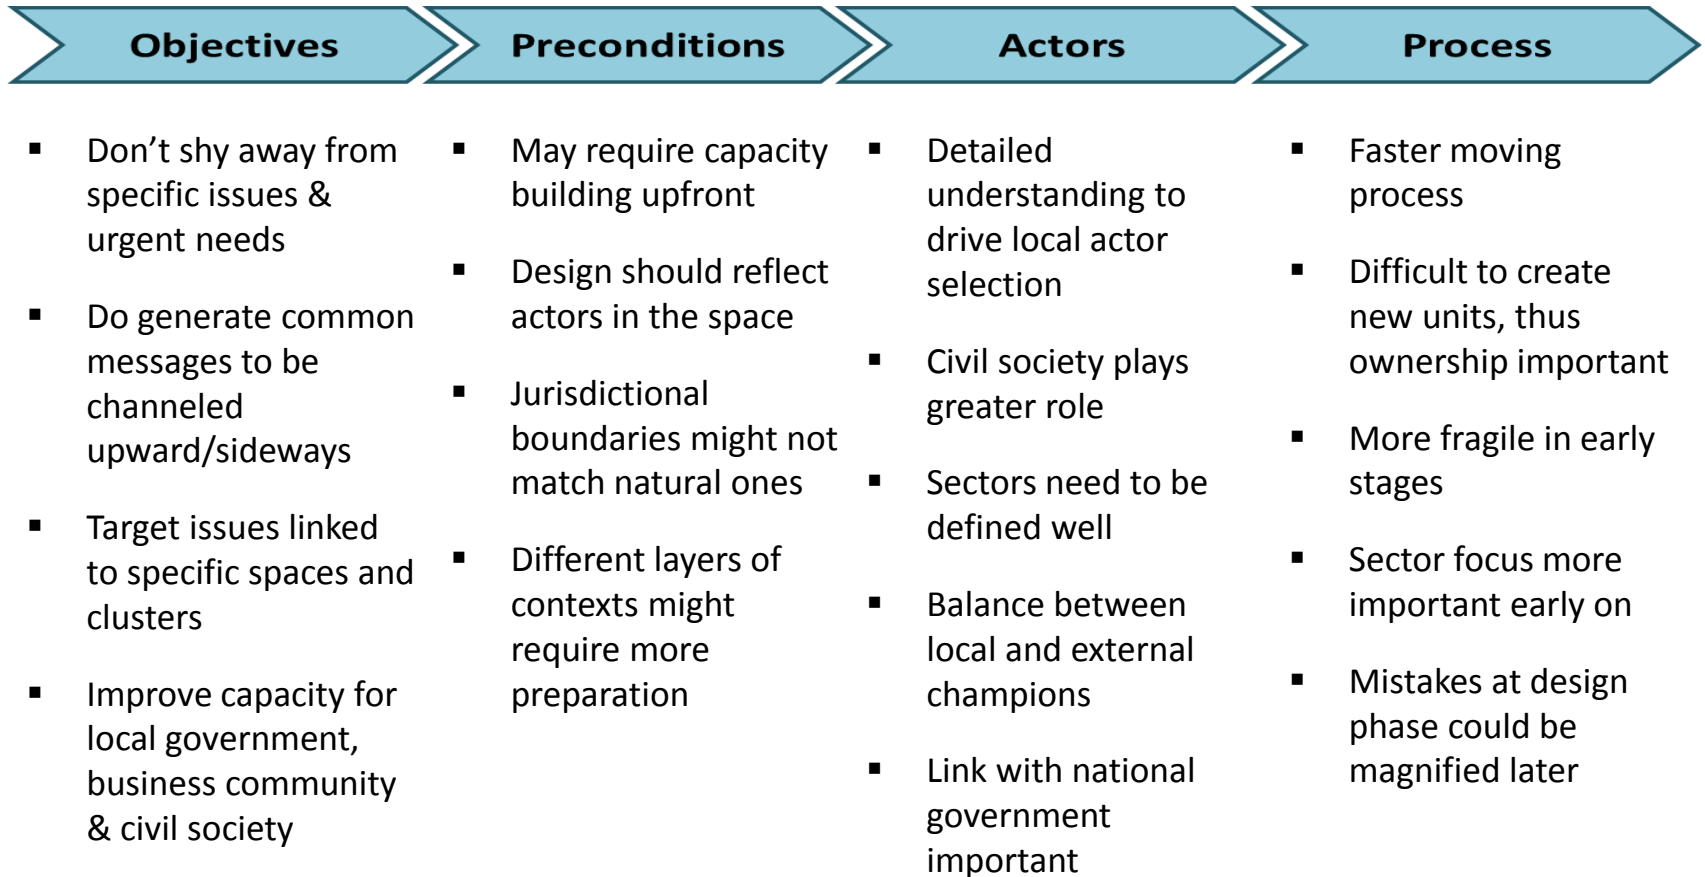 Objectives
Preconditions
Actors
Process
▪ Don’t shy away from
specific issues &
urgent needs
▪ Do generate common
messages to be
channeled
upward/sideways
▪ Target issues linked
to specific spaces and
clusters
▪ Improve capacity for
local government,
business community
& civil society
▪ May require capacity
building upfront
▪ Design should reflect
actors in the space
▪ Jurisdictional
boundaries might not
match natural ones
▪ Different layers of
contexts might
require more
preparation
▪ Detailed
understanding to
drive local actor
selection
▪ Civil society plays
greater role
▪ Sectors need to be
defined well
▪ Balance between
local and external
champions
▪ Link with national
government
important
▪ Faster moving
process
▪ Difficult to create
new units, thus
ownership important
▪ More fragile in early
stages
▪ Sector focus more
important early on
▪ Mistakes at design
phase could be
magnified later